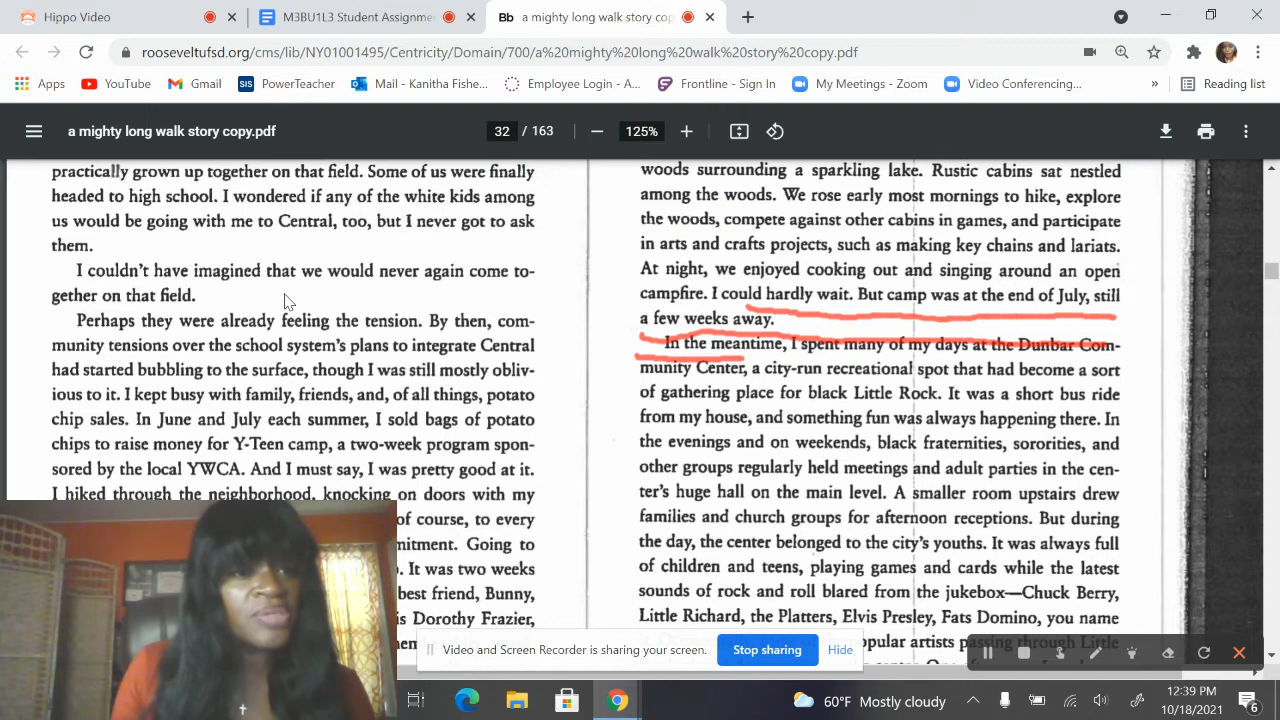 Hippo Video
M3BU1L3 Student Assignme
Bb a mighty long walk story cop
rooseveltufsd.org/cms/lib/NY01001495/Centricity/Domain/700/a%20mighty%20long%20walk%20story%20copy.pdf
Apps YouTube Gmail SIS PowerTeacher Mail - Kanitha Fishe... Employee Login - A... Frontline - Sign In My Meetings - Zoom Video Conferencing... » Reading list
a mighty long walk story copy.pdf 32 / 163 125%
practically grown up together on that field. Some of us were finally
headed to high school. I wondered if any of the white kids among
us would be going with me to Central, too, but I never got to ask
them.
I couldn't have imagined that we would never again come to-
gether on that field.
Perhaps they were already feeling the tension. By then, com-
munity tensions over the school system's plans to integrate Central
had started bubbling to the surface, though I was still mostly obliv-
ious to it. I kept busy with family, friends, and, of all things, potato
chip sales. In June and July each summer, I sold bags of potato
chips to raise money for Y-Teen camp, a two-week program spon-
sored by the local YWCA. And I must say, I was pretty good at it.
I hiked through the neighborhood, knocking on doors with my
of course, to every
mitment. Going to
. It was two weeks
best friend, Bunny,
is Dorothy Frazier,
woods surrounding a sparkling lake. Rustic cabins sat nestled
among the woods. We rose early most mornings to hike, explore
the woods, compete against other cabins in games, and participate
in arts and crafts projects, such as making key chains and lariats.
At night, we enjoyed cooking out and singing around an open
campfire. I could hardly wait. But camp was at the end of July, still
a few weeks away.
In the meantime, I spent many of my days at the Dunbar Com-
munity Center, a city-run recreational spot that had become a sort
of gathering place for black Little Rock. It was a short bus ride
from my house, and something fun was always happening there. In
the evenings and on weekends, black fraternities, sororities, and
other groups regularly held meetings and adult parties in the cen-
ter's huge hall on the main level. A smaller room upstairs drew
families and church groups for afternoon receptions. But during
the day, the center belonged to the city's youths. It was always full
of children and teens, playing games and cards while the latest
sounds of rock and roll blared from the jukebox—Chuck Berry,
Little Richard, the Platters, Elvis Presley, Fats Domino, you name
opular artists passing through Little
Video and Screen Recorder is sharing your screen. Stop sharing Hide
60°F Mostly cloudy
12:39 PM
10/18/2021
6